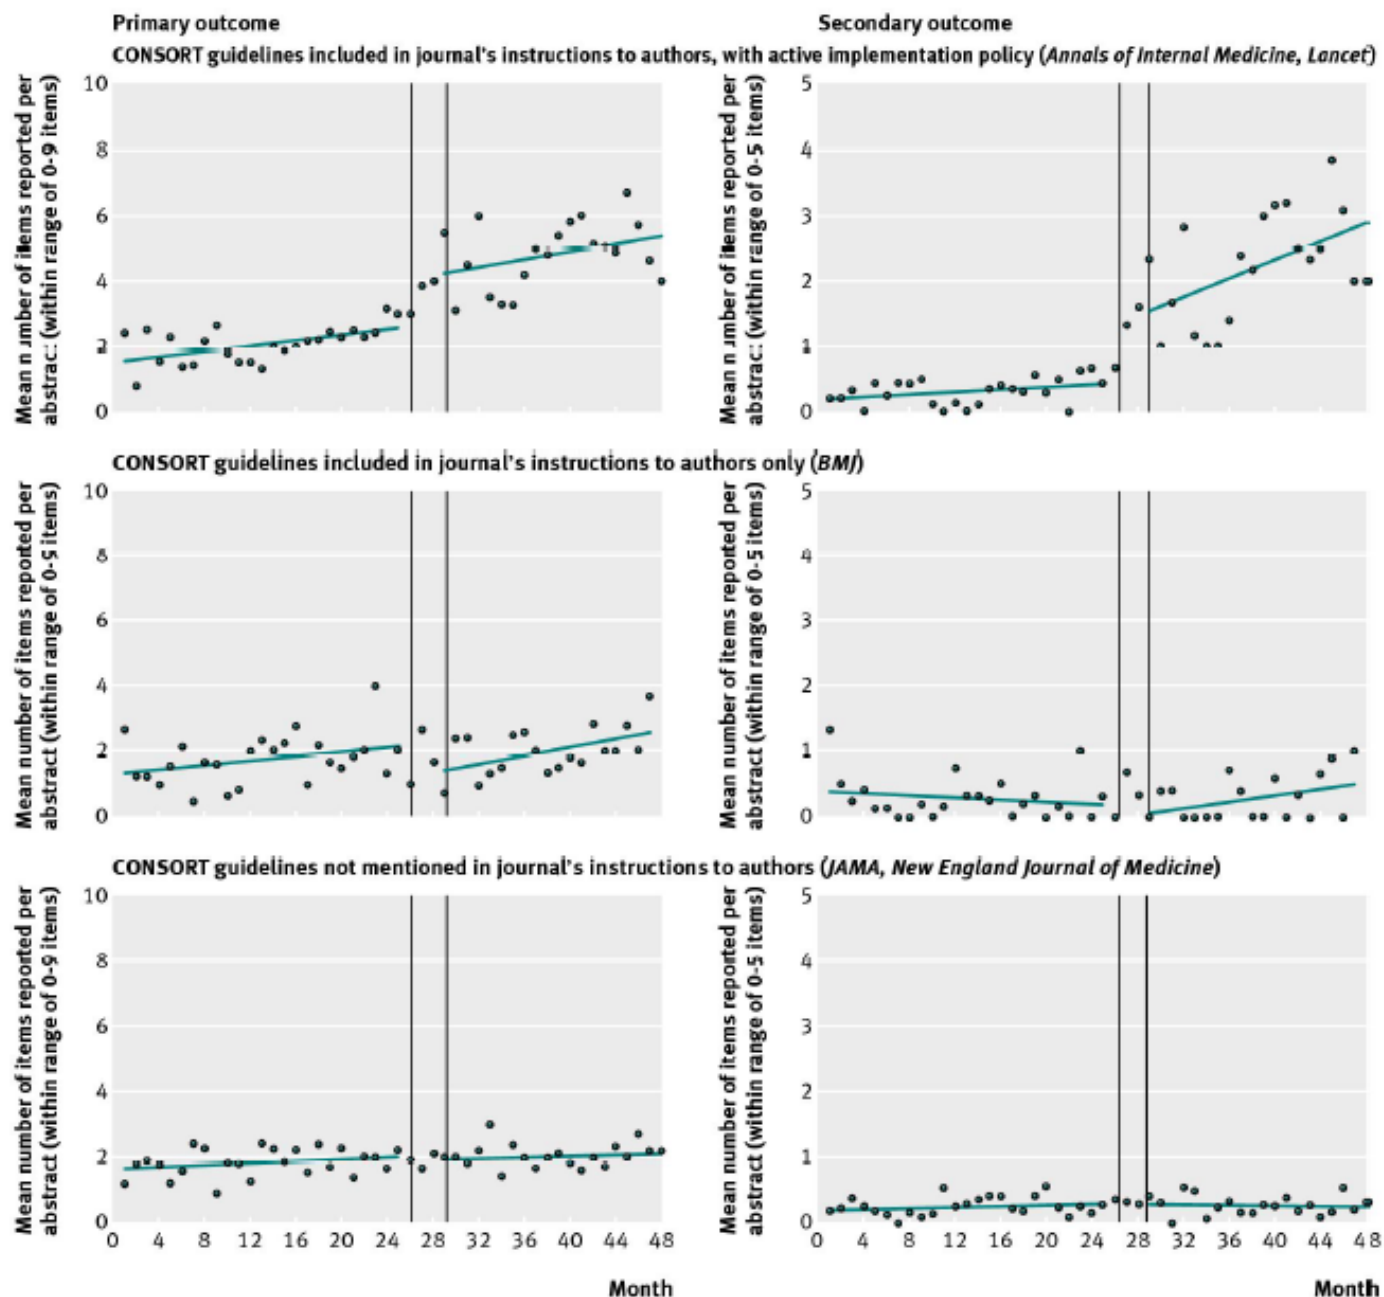 Primary outcome
Secondary outcome
CONSORT guidelines included in journal's instructions to authors, with active implementation policy (Annals of Internal Medicine, Lancet)
Mean number of items reported per
abstract (within range of 0-9 items)
10
8
6
4
2
0
Mean number of items reported per
abstract (within range of 0-5 items)
5
4
3
2
1
0
CONSORT guidelines included in journal's instructions to authors only (BMJ)
Mean number of items reported per
abstract (within range of 0-5 items)
10
8
6
4
2
0
Mean number of items reported per
abstract (within range of 0-5 items)
5
4
3
2
1
0
CONSORT guidelines not mentioned in journal's instructions to authors (JAMA, New England Journal of Medicine)
Mean number of items reported per
abstract (within range of 0-9 items)
10
8
6
4
2
0
0 4 8 12 16 20 24 28 32 36 40 44 48
Month
Mean number of items reported per
abstract (within range of 0-5 items)
5
4
3
2
1
0
0 4 8 12 16 20 24 28 32 36 40 44 48
Month